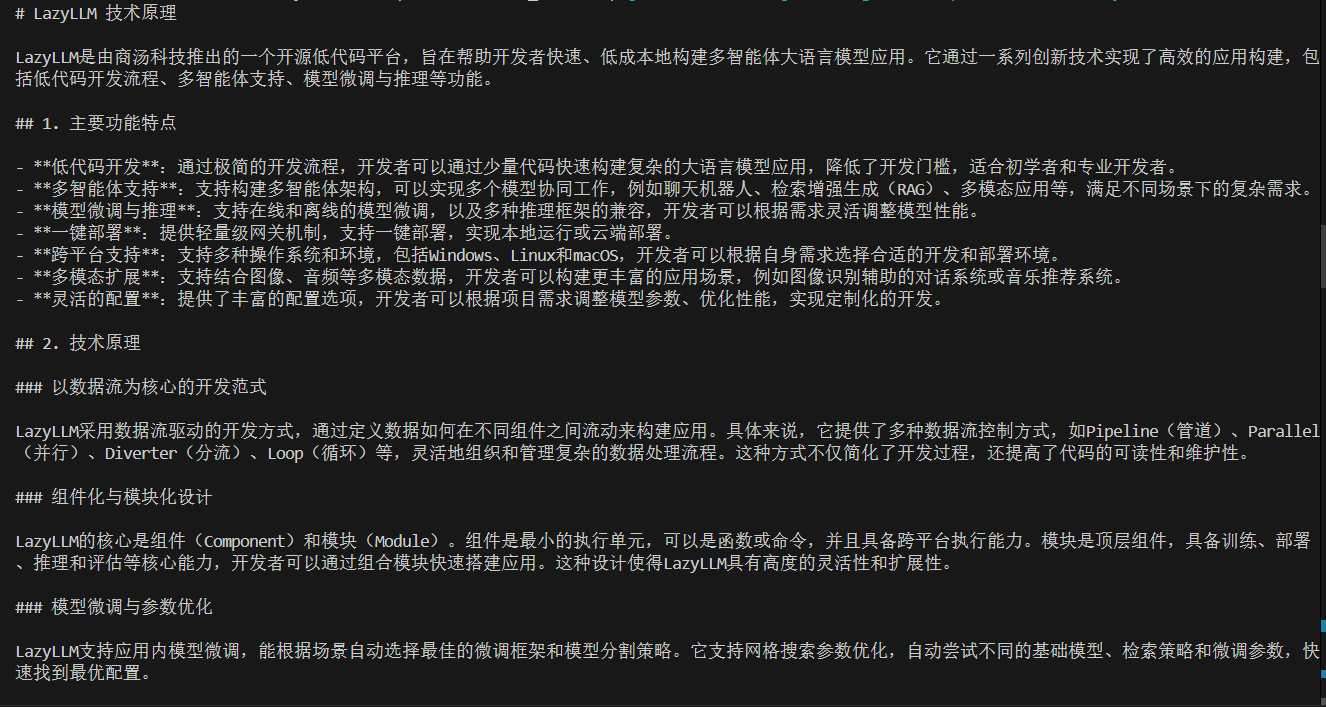 # LazyLLM 技术原理
LazyLLM是由商汤科技推出的一个开源低代码平台，旨在帮助开发者快速、低成本地构建多智能体大语言模型应用。它通过一系列创新技术实现了高效的应用构建，包
括低代码开发流程、多智能体支持、模型微调与推理等功能。
## 1. 主要功能特点
- **低代码开发**：通过极简的开发流程，开发者可以通过少量代码快速构建复杂的大语言模型应用，降低了开发门槛，适合初学者和专业开发者。
- **多智能体支持**：支持构建多智能体架构，可以实现多个模型协同工作，例如聊天机器人、检索增强生成（RAG）、多模态应用等，满足不同场景下的复杂需求。
- **模型微调与推理**：支持在线和离线的模型微调，以及多种推理框架的兼容，开发者可以根据需求灵活调整模型性能。
- **一键部署**：提供轻量级网关机制，支持一键部署，实现本地运行或云端部署。
- **跨平台支持**：支持多种操作系统和环境，包括Windows、Linux和macOS，开发者可以根据自身需求选择合适的开发和部署环境。
- **多模态扩展**：支持结合图像、音频等多模态数据，开发者可以构建更丰富的应用场景，例如图像识别辅助的对话系统或音乐推荐系统。
- **灵活的配置**：提供了丰富的配置选项，开发者可以根据项目需求调整模型参数、优化性能，实现定制化的开发。
## 2. 技术原理
### 以数据流为核心的开发范式
LazyLLM采用数据流驱动的开发方式，通过定义数据如何在不同组件之间流动来构建应用。具体来说，它提供了多种数据流控制方式，如Pipeline（管道）、Parallel
（并行）、Diverter（分流）、Loop（循环）等，灵活地组织和管理复杂的数据处理流程。这种方式不仅简化了开发过程，还提高了代码的可读性和维护性。
### 组件化与模块化设计
LazyLLM的核心是组件（Component）和模块（Module）。组件是最小的执行单元，可以是函数或命令，并且具备跨平台执行能力。模块是顶层组件，具备训练、部署
、推理和评估等核心能力，开发者可以通过组合模块快速搭建应用。这种设计使得LazyLLM具有高度的灵活性和扩展性。
### 模型微调与参数优化
LazyLLM支持应用内模型微调，能根据场景自动选择最佳的微调框架和模型分割策略。它支持网格搜索参数优化，自动尝试不同的基础模型、检索策略和微调参数，快
速找到最优配置。